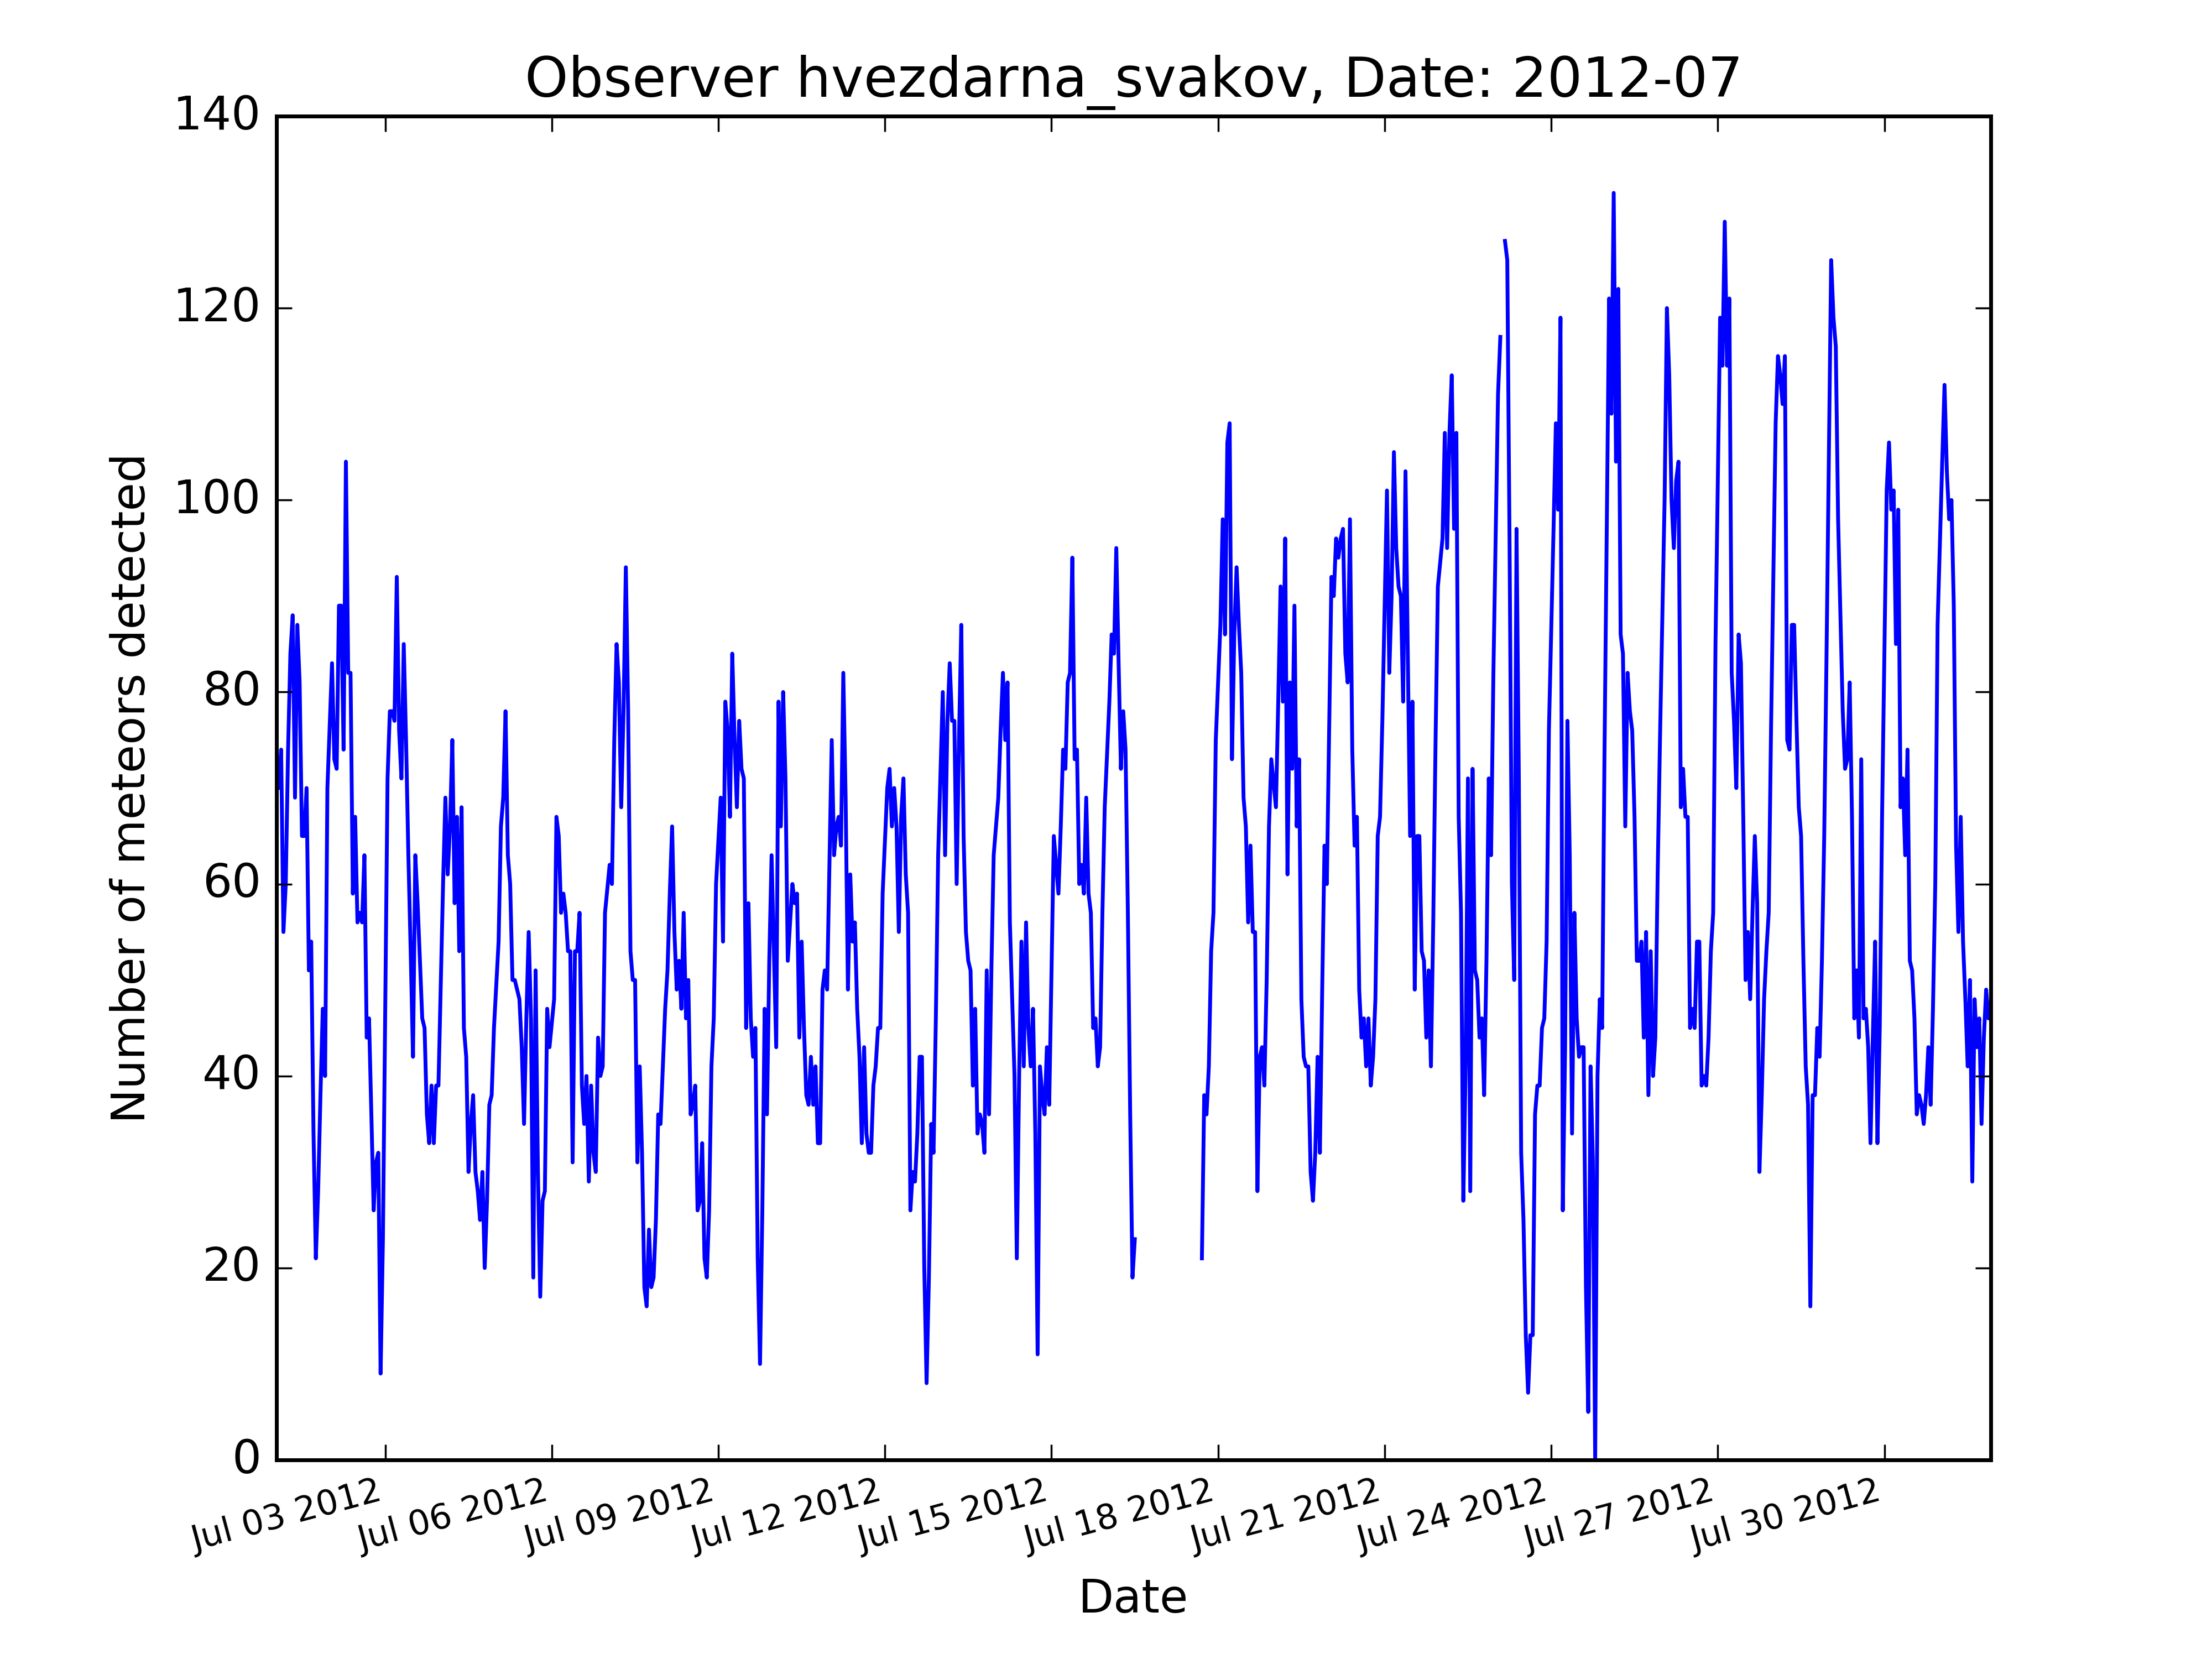 Observer hvezdarna_svakov, Date: 2012-07
Number of meteors detected
140
120
100
80
60
40
20
0
Jul 03 2012
Jul 06 2012
Jul 09 2012
Jul 12 2012
Jul 15 2012
Jul 18 2012
Jul 21 2012
Jul 24 2012
Jul 27 2012
Jul 30 2012
Date